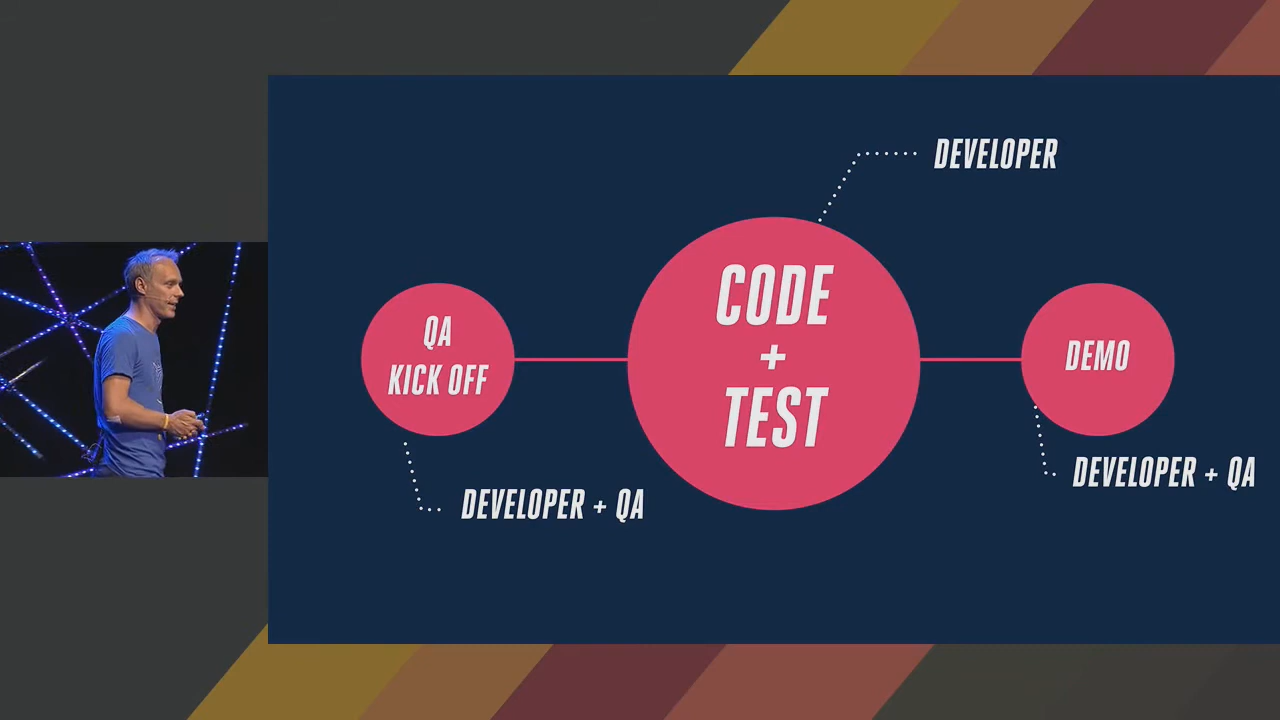 DEVELOPER
QA
KICK OFF
CODE
+
TEST
DEMO
DEVELOPER + QA
DEVELOPER + QA